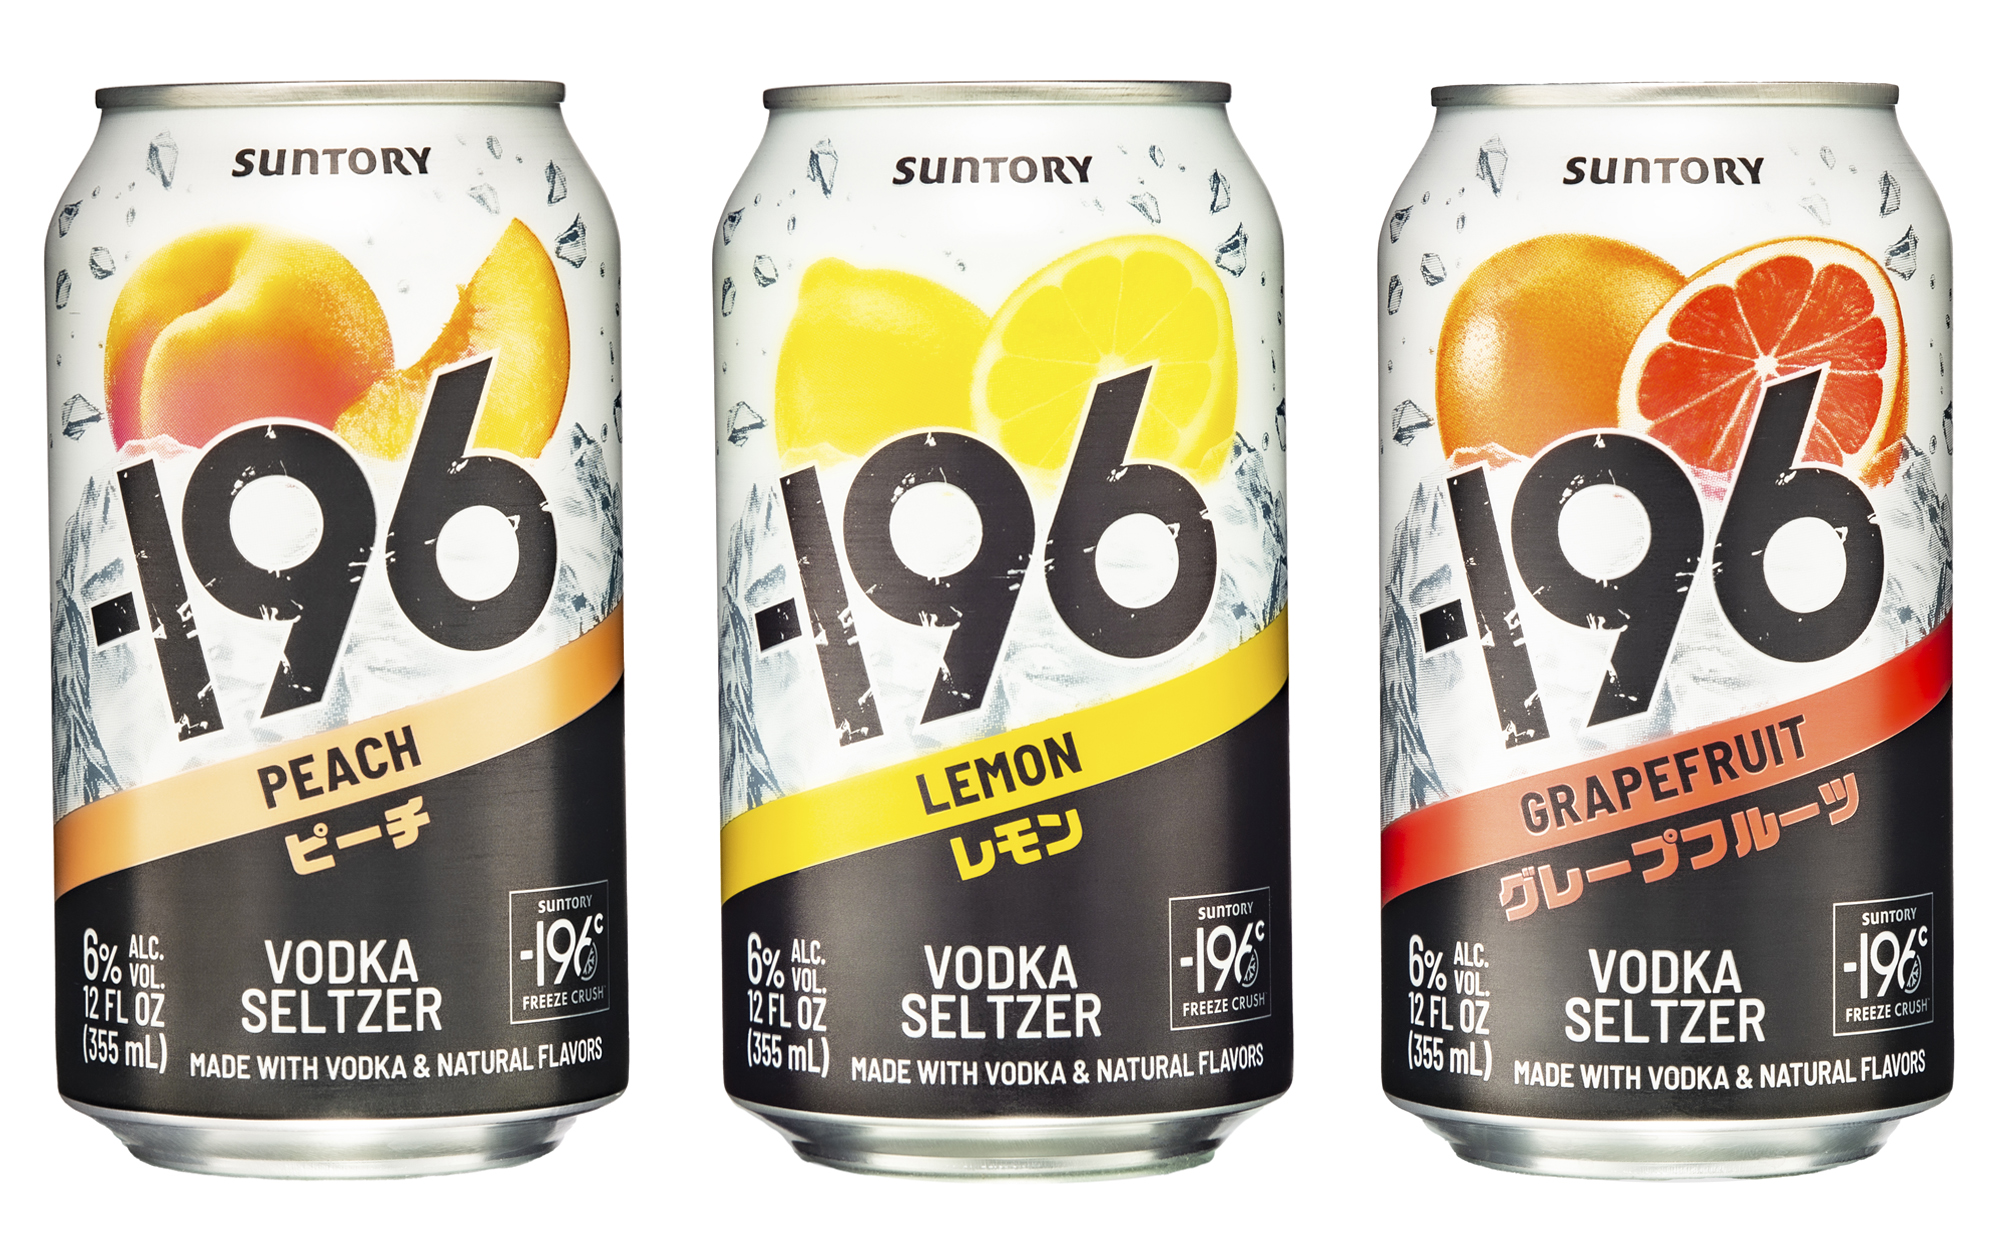 SUNTORY
-196
PEACH
ピーチ
6% ALC. VOL.
12 FL OZ
(355 mL)
VODKA
SELTZER
MADE WITH VODKA & NATURAL FLAVORS
SUNTORY
-196℃
FREEZE CRUSH™
SUNTORY
-196
LEMON
レモン
6% ALC. VOL.
12 FL OZ
(355 mL)
VODKA
SELTZER
MADE WITH VODKA & NATURAL FLAVORS
SUNTORY
-196℃
FREEZE CRUSH™
SUNTORY
-196
GRAPEFRUIT
グレープフルーツ
6% ALC. VOL.
12 FL OZ
(355 mL)
VODKA
SELTZER
MADE WITH VODKA & NATURAL FLAVORS
SUNTORY
-196℃
FREEZE CRUSH™